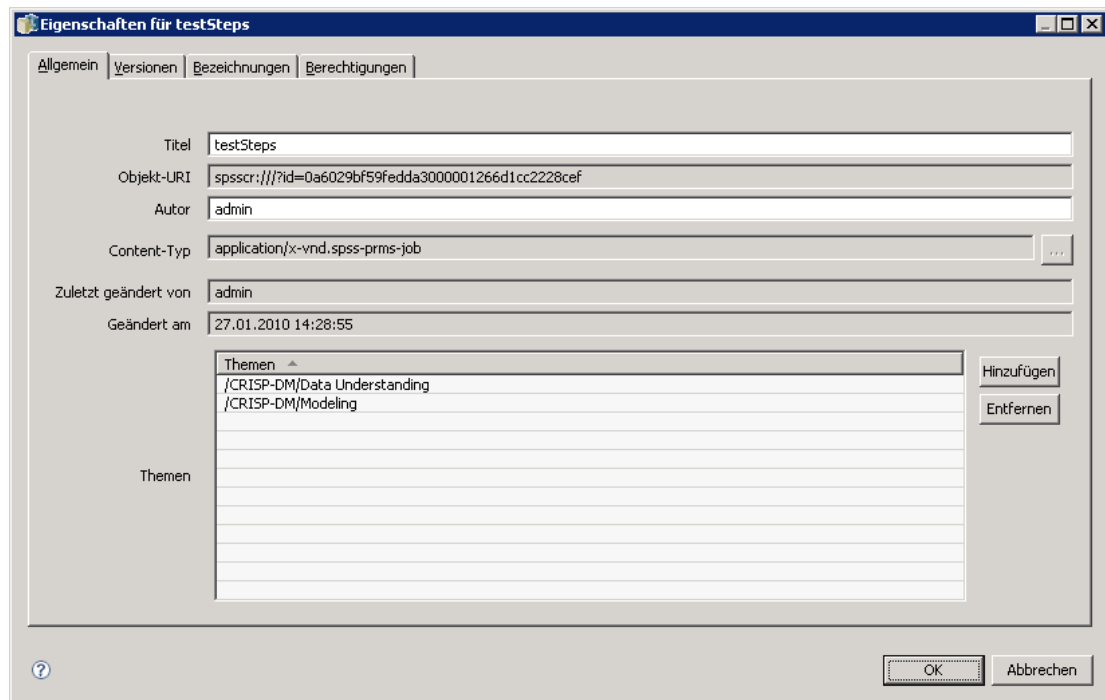 Eigenschaften für testSteps
Allgemein Versionen Bezeichnungen Berechtigungen
Titel testSteps
Objekt-URI spsscr:///?id=0a6029bf59fedda3000001266d1cc2228cef
Autor admin
Content-Typ application/x-vnd.spss-prms-job ...
Zuletzt geändert von admin
Geändert am 27.01.2010 14:28:55
Themen
/CRISP-DM/Data Understanding
/CRISP-DM/Modeling
Hinzufügen
Entfernen
Themen
OK Abbrechen